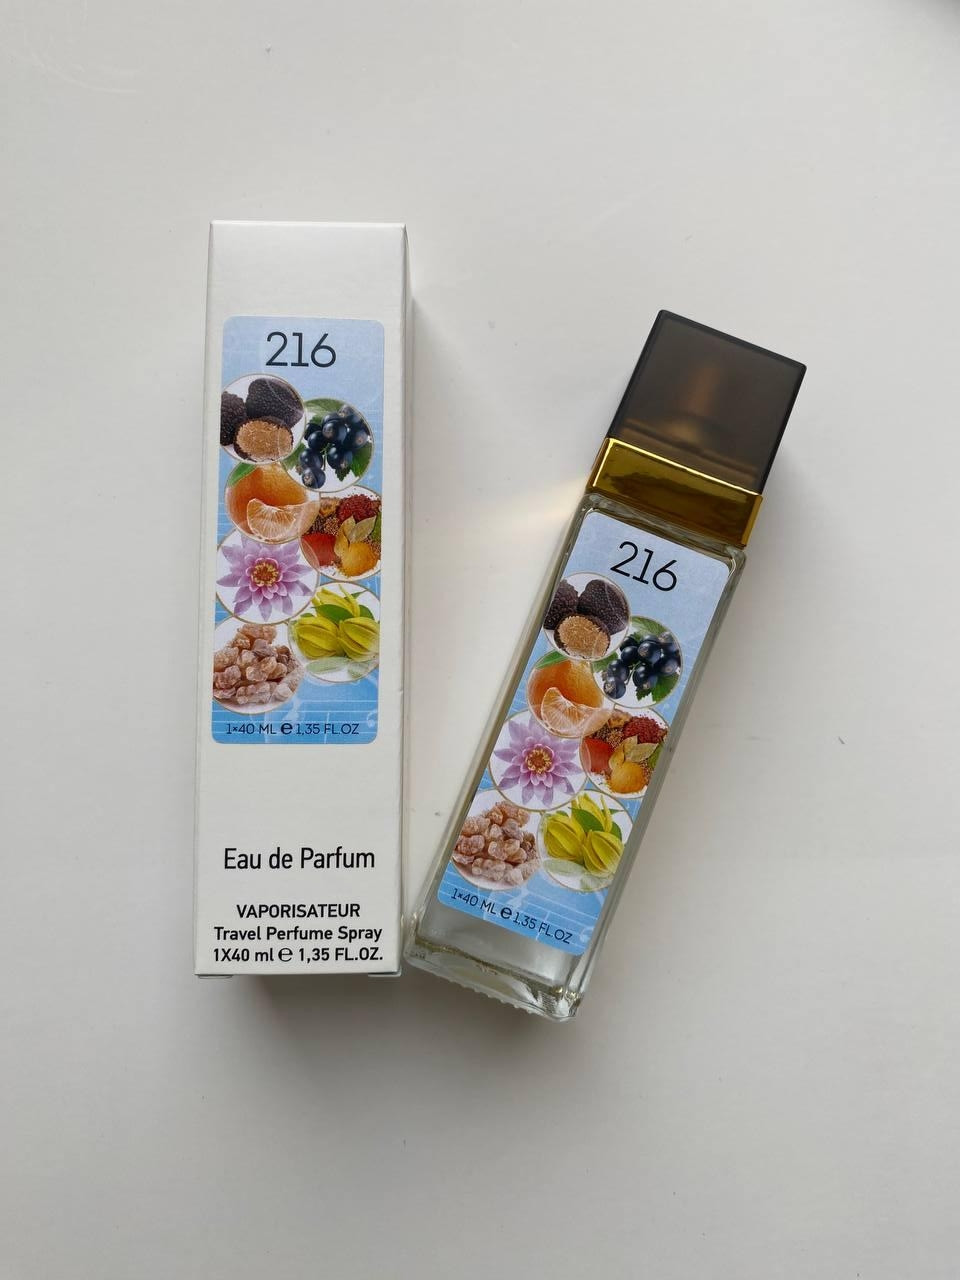 216
1×40 ML ℮ 1,35 FL.OZ
Eau de Parfum
VAPORISATEUR
Travel Perfume Spray
1X40 ml ℮ 1,35 FL.OZ.
216
1×40 ML ℮ 1,35 FL.OZ